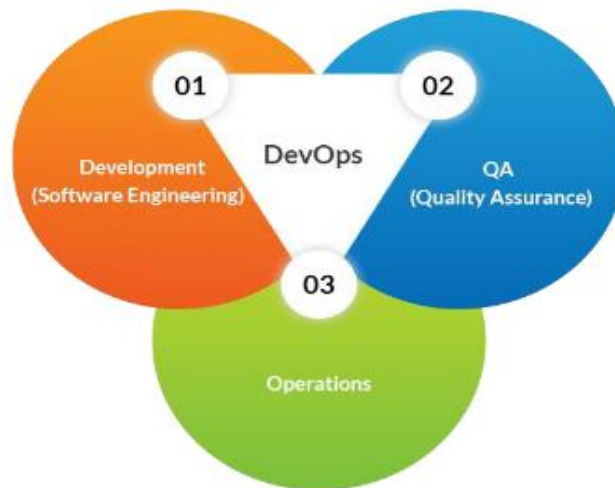 01
02
DevOps
Development
(Software Engineering)
QA
(Quality Assurance)
03
Operations